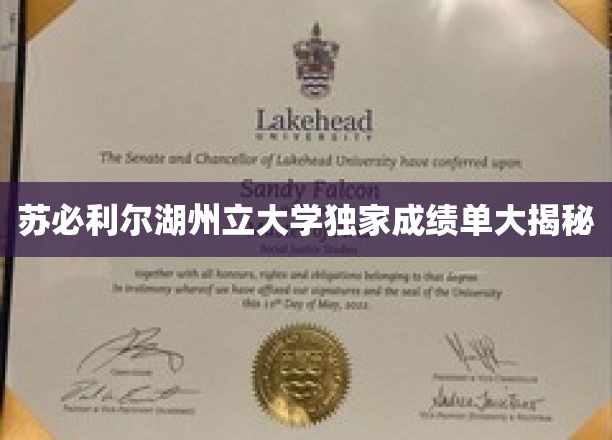 Lakehead
UNIVERSITY
The Senate and Chancellor of Lakehead University have conferred upon
Sandy Falcon
苏必利尔湖州立大学独家成绩单大揭秘
Social Justice Studies
together with all honours, rights and obligations belonging to that degree
In testimony whereof we have affixed our signatures and the seal of the University
this 11th Day of May, 2022.